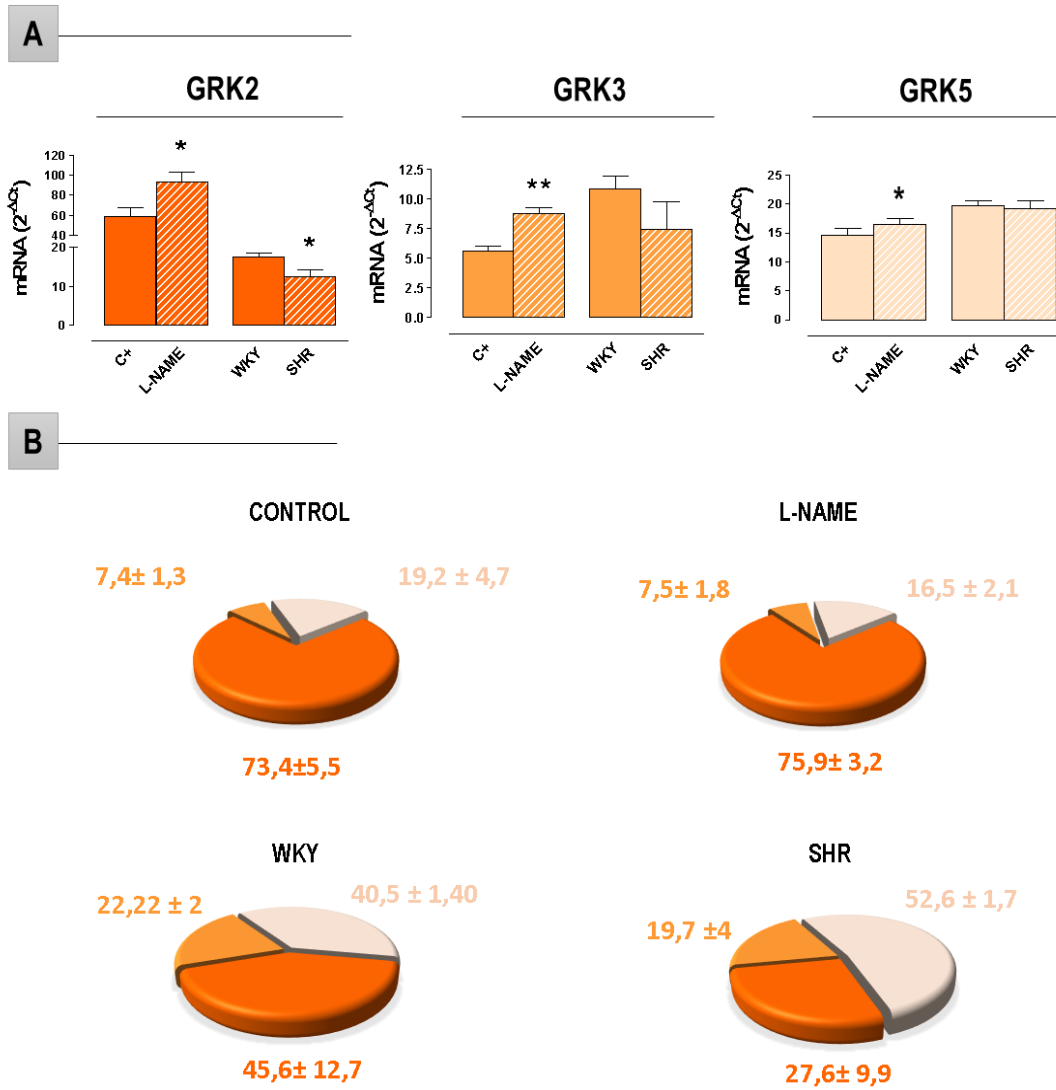 A
GRK2
GRK3
GRK5
mRNA (2^-ΔCt)
120
100
80
60
40
20
10
0
*
*
C+
L-NAME
WKY
SHR
mRNA (2^-ΔCt)
12.5
10.0
7.5
5.0
2.5
0.0
**
C+
L-NAME
WKY
SHR
mRNA (2^-ΔCt)
25
20
15
10
5
0
*
C+
L-NAME
WKY
SHR
B
CONTROL
7,4± 1,3
19,2 ± 4,7
73,4±5,5
L-NAME
7,5± 1,8
16,5 ± 2,1
75,9± 3,2
WKY
22,22 ± 2
40,5 ± 1,40
45,6± 12,7
SHR
19,7 ±4
52,6 ± 1,7
27,6± 9,9